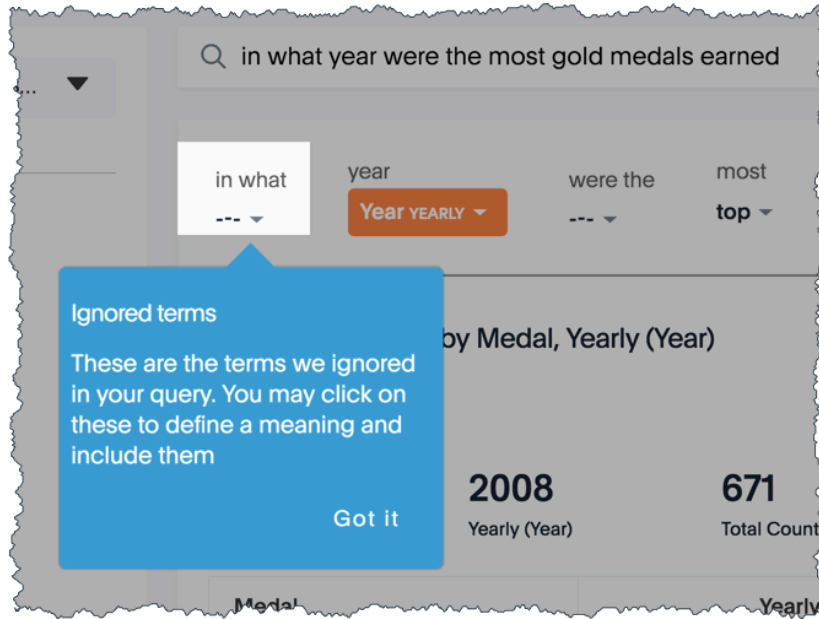 in what year were the most gold medals earned
in what year were the most
--- Year YEARLY --- top
Ignored terms
These are the terms we ignored
in your query. You may click on
these to define a meaning and
include them
Got it
by Medal, Yearly (Year)
2008 671
Yearly (Year) Total Count
Medal Yearly